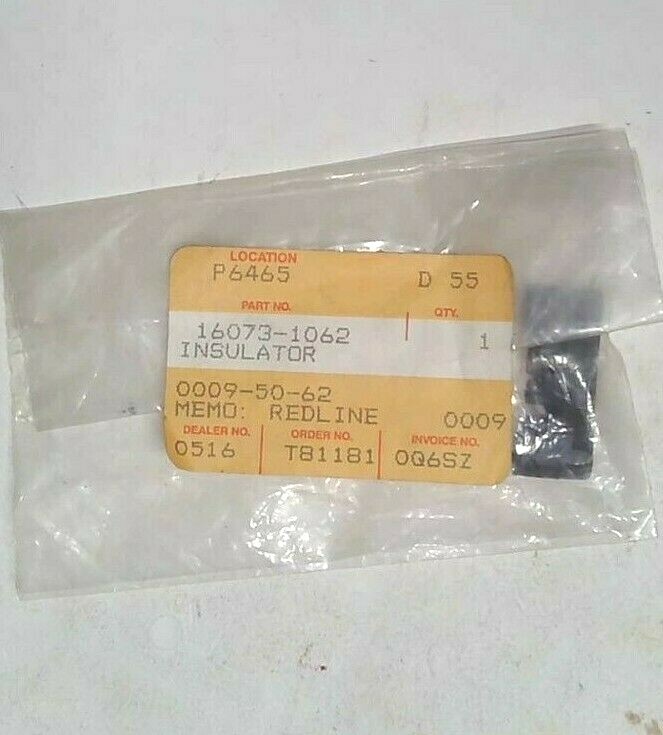 LOCATION
P6465 D 55
PART NO. QTY.
16073-1062 1
INSULATOR
0009-50-62
MEMO: REDLINE 0009
DEALER NO. ORDER NO. INVOICE NO.
0516 T81181 0Q6SZ